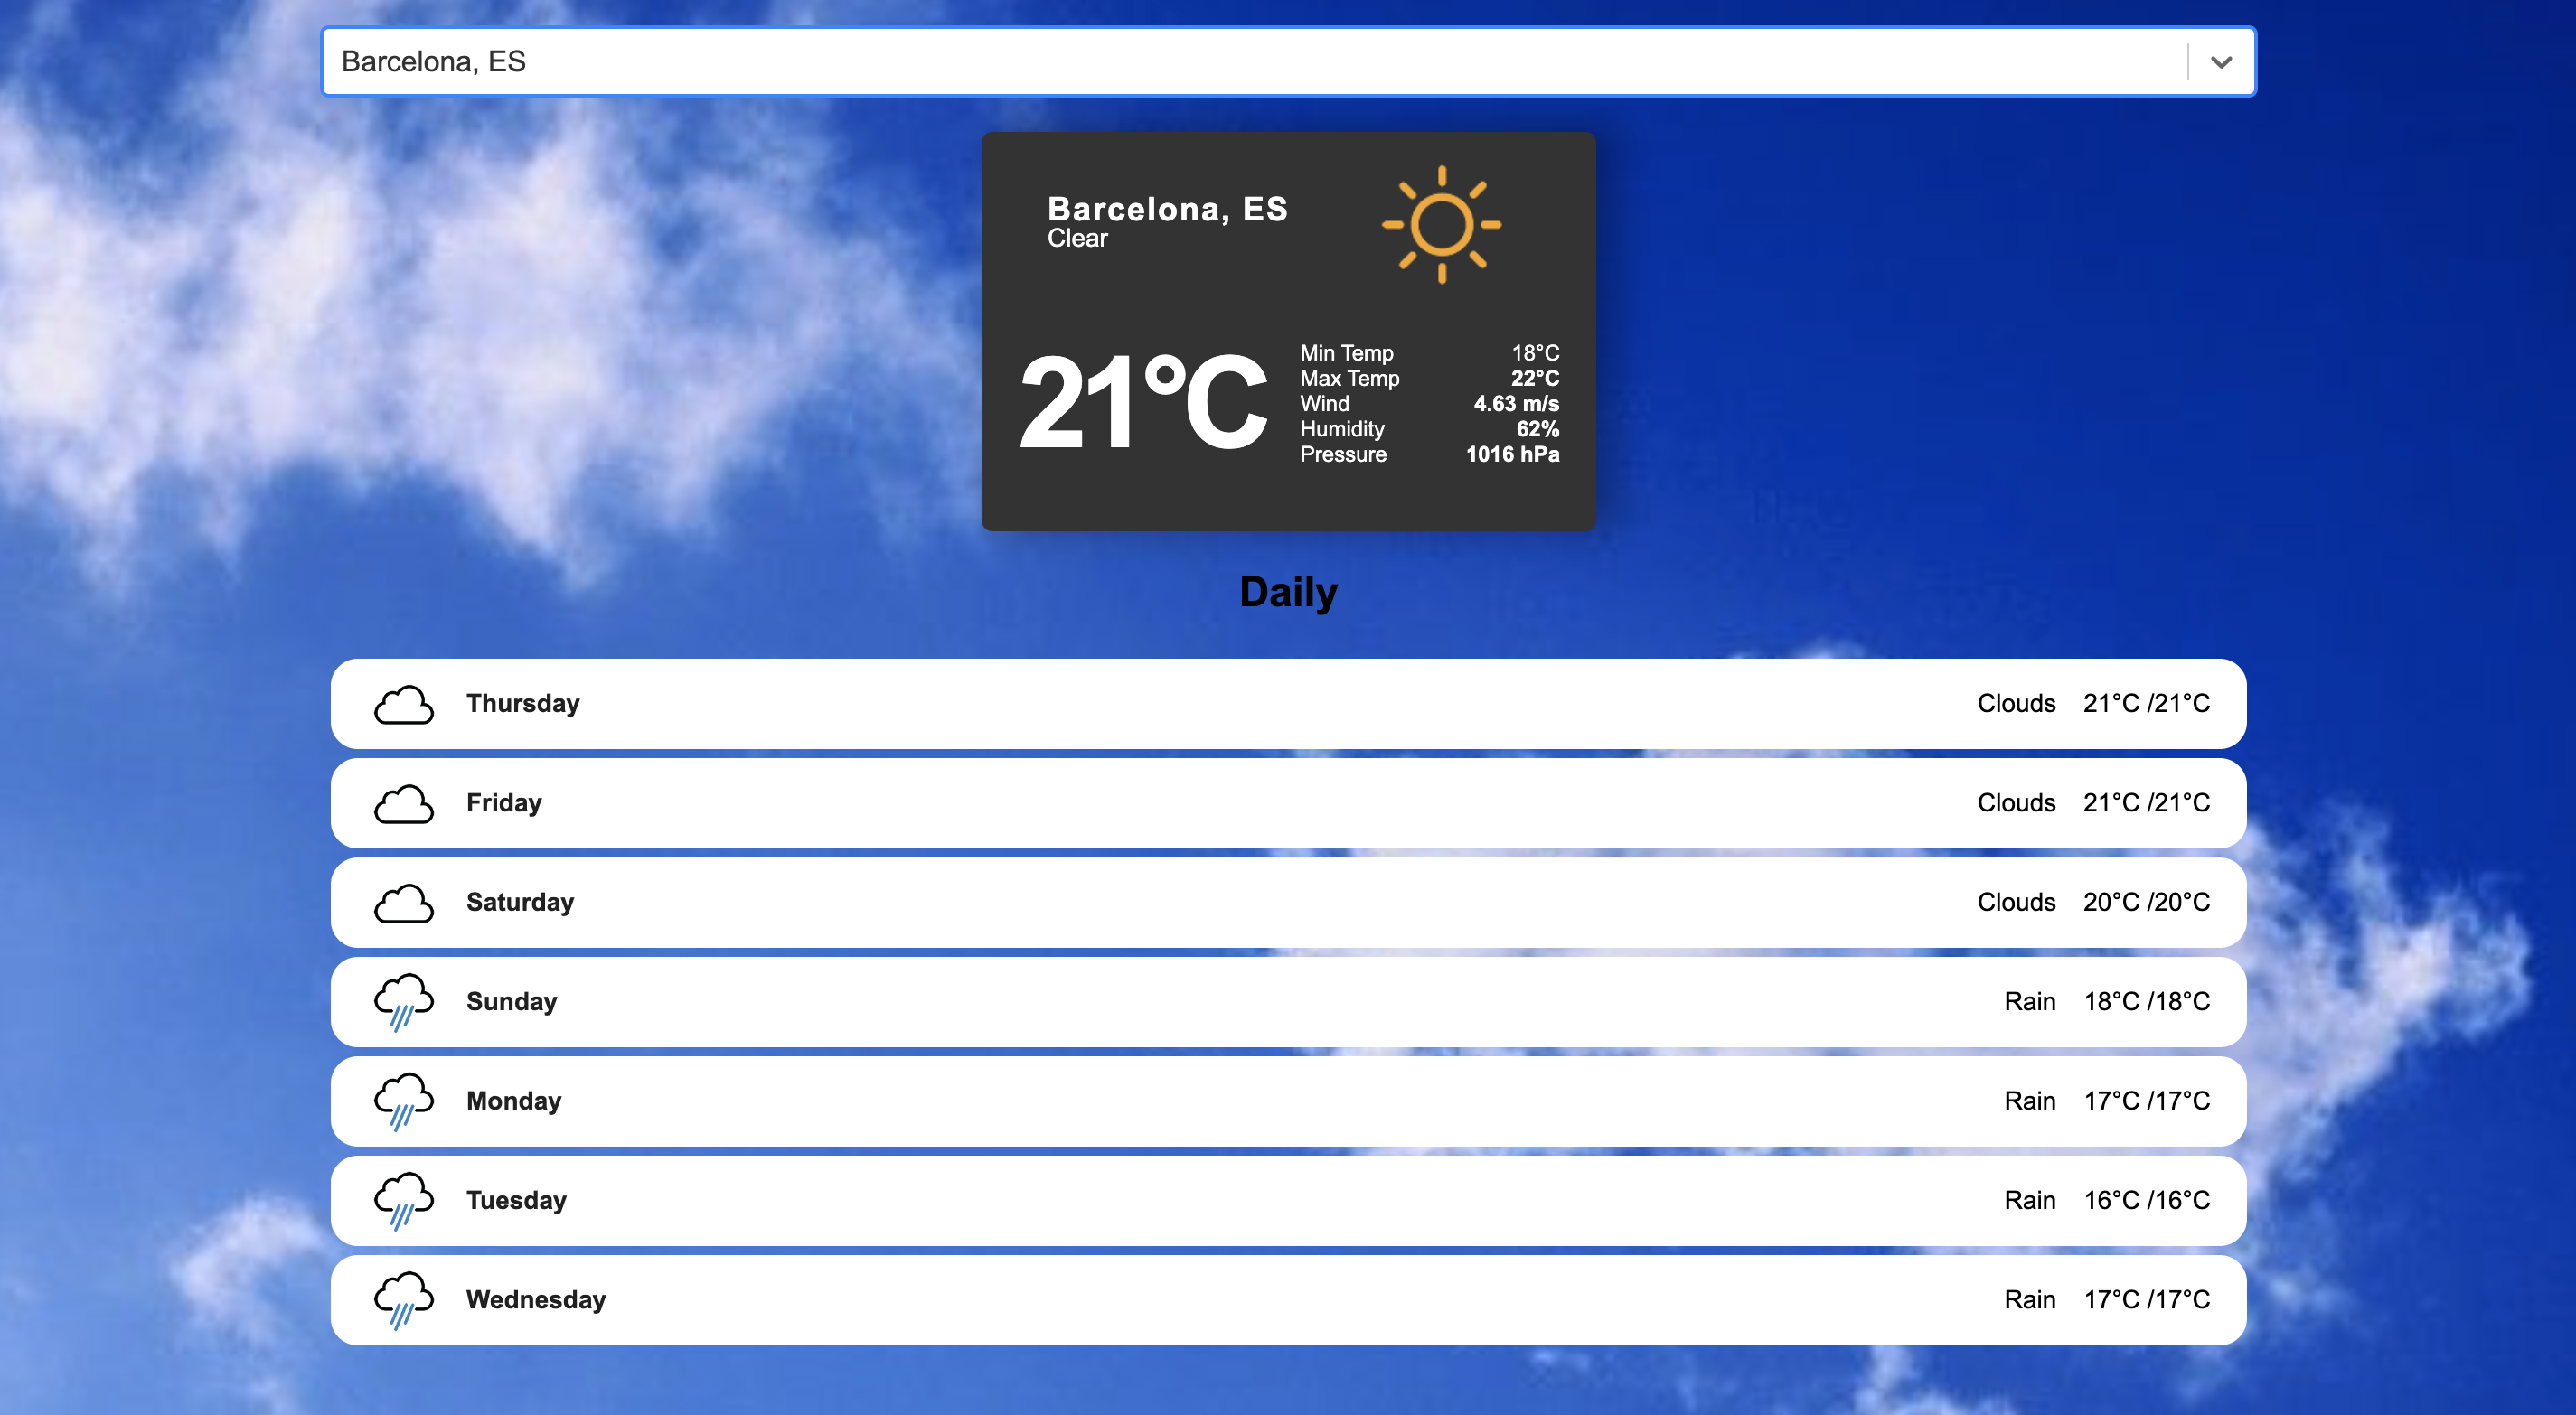 Barcelona, ES
Barcelona, ES
Clear
21°C
Min Temp 18°C
Max Temp 22°C
Wind 4.63 m/s
Humidity 62%
Pressure 1016 hPa
Daily
Thursday Clouds 21°C /21°C
Friday Clouds 21°C /21°C
Saturday Clouds 20°C /20°C
Sunday Rain 18°C /18°C
Monday Rain 17°C /17°C
Tuesday Rain 16°C /16°C
Wednesday Rain 17°C /17°C